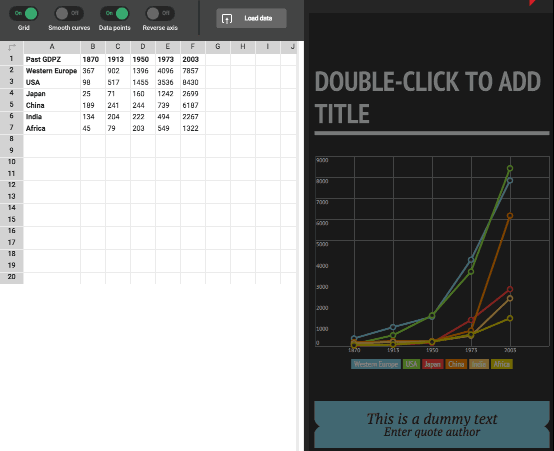 On Off On Off
Grid Smooth curves Data points Reverse axis Load data
A B C D E F G H I J
1 Past GDPZ 1870 1913 1950 1973 2003
2 Western Europe 367 902 1396 4096 7857
3 USA 98 517 1455 3536 8430
4 Japan 25 71 160 1242 2699
5 China 189 241 244 739 6187
6 India 134 204 222 494 2267
7 Africa 45 79 203 549 1322
8
9
10
11
12
13
14
15
16
17
18
19
20
DOUBLE-CLICK TO ADD
TITLE
9000
8000
7000
6000
5000
4000
3000
2000
1000
0
1870 1913 1950 1973 2003
Western Europe USA Japan China India Africa
This is a dummy text
Enter quote author